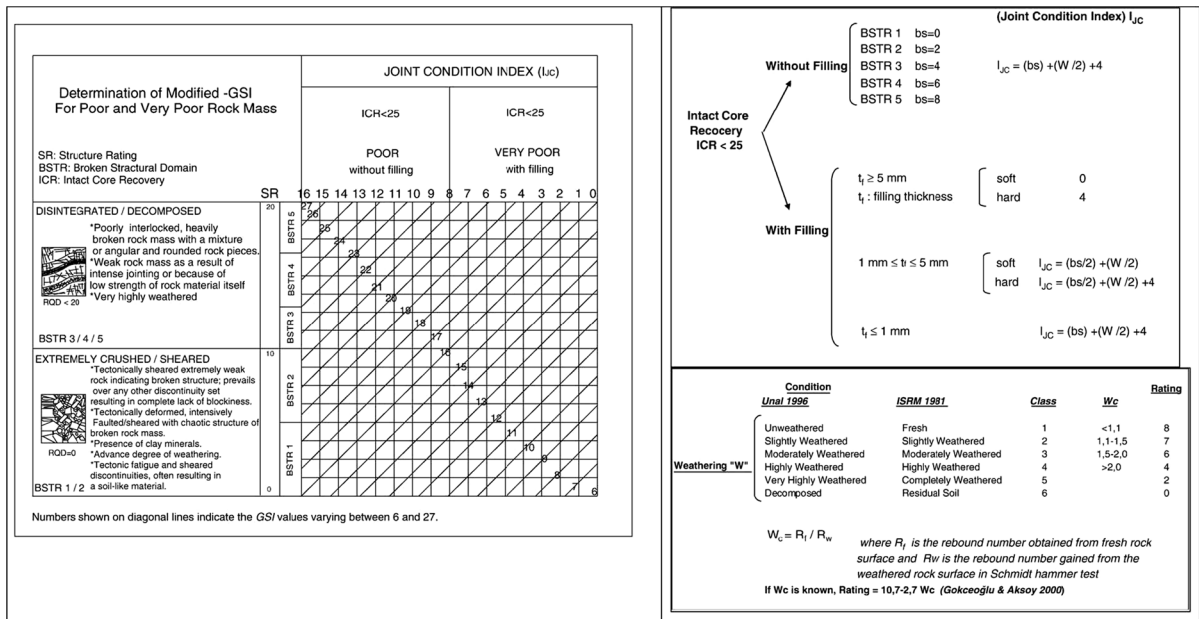 Determination of Modified -GSI
For Poor and Very Poor Rock Mass
SR: Structure Rating
BSTR: Broken Stractural Domain
ICR: Intact Core Recovery
JOINT CONDITION INDEX (IJC)
ICR<25
ICR<25
POOR
without filling
VERY POOR
with filling
SR
16 15 14 13 12 11 10 9 8 7 6 5 4 3 2 1 0
DISINTEGRATED / DECOMPOSED
*Poorly interlocked, heavily
broken rock mass with a mixture
or angular and rounded rock pieces.
*Weak rock mass as a result of
intense jointing or because of
low strength of rock material itself
*Very highly weathered
RQD < 20
BSTR 3 / 4 / 5
EXTREMELY CRUSHED / SHEARED
*Tectonically sheared extremely weak
rock indicating broken structure; prevails
over any other discontinuity set
resulting in complete lack of blockiness.
*Tectonically deformed, intensively
Faulted/sheared with chaotic structure of
broken rock mass.
*Presence of clay minerals.
*Advance degree of weathering.
*Tectonic fatigue and sheared
discontinuities, often resulting in
a soil-like material.
RQD=0
BSTR 1 / 2
20
10
0
BSTR 5
BSTR 4
BSTR 3
BSTR 2
BSTR 1
27
26
25
24
23
22
21
20
19
18
17
16
15
14
13
12
11
10
9
8
7
6
Numbers shown on diagonal lines indicate the GSI values varying between 6 and 27.
(Joint Condition Index) IJC
Intact Core
Recocery
ICR < 25
Without Filling
BSTR 1 bs=0
BSTR 2 bs=2
BSTR 3 bs=4
BSTR 4 bs=6
BSTR 5 bs=8
IJC = (bs) +(W /2) +4
With Filling
tf ≥ 5 mm
tf : filling thickness
soft 0
hard 4
1 mm ≤ tf ≤ 5 mm
soft IJC = (bs/2) +(W /2)
hard IJC = (bs/2) +(W /2) +4
tf ≤ 1 mm IJC = (bs) +(W /2) +4
Weathering "W"
Condition
Unal 1996 ISRM 1981 Class Wc Rating
Unweathered Fresh 1 <1,1 8
Slightly Weathered Slightly Weathered 2 1,1-1,5 7
Moderately Weathered Moderately Weathered 3 1,5-2,0 6
Highly Weathered Highly Weathered 4 >2,0 4
Very Highly Weathered Completely Weathered 5 2
Decomposed Residual Soil 6 0
Wc = Rf / Rw
where Rf is the rebound number obtained from fresh rock
surface and Rw is the rebound number gained from the
weathered rock surface in Schmidt hammer test
If Wc is known, Rating = 10,7-2,7 Wc (Gokceoğlu & Aksoy 2000)